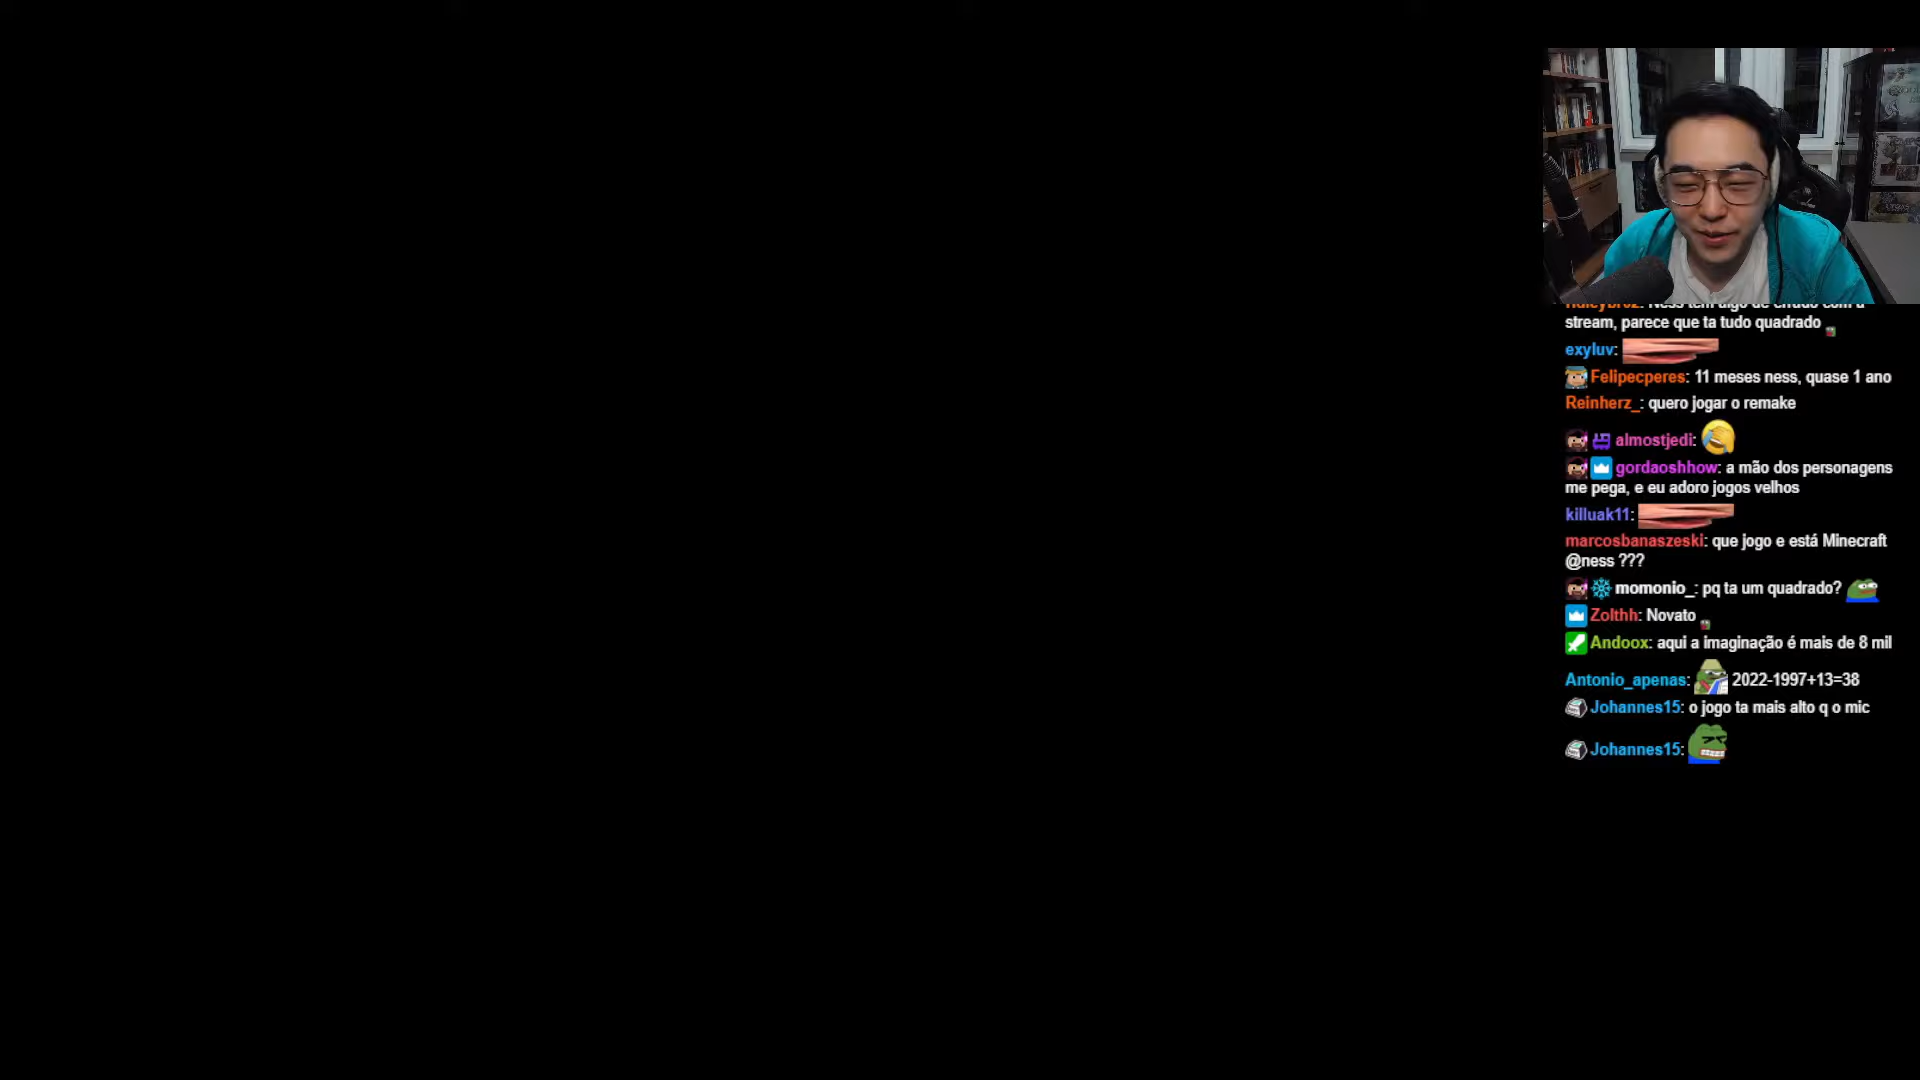 stream, parece que ta tudo quadrado
exyluv:
Felipecperes: 11 meses ness, quase 1 ano
Reinherz_: quero jogar o remake
almostjedi:
gordaoshhow: a mão dos personagens
me pega, e eu adoro jogos velhos
killuak11:
marcosbanaszeski: que jogo e está Minecraft
@ness ???
momonio_: pq ta um quadrado?
Zolthh: Novato
Andoox: aqui a imaginação é mais de 8 mil
Antonio_apenas: 2022-1997+13=38
Johannes15: o jogo ta mais alto q o mic
Johannes15: